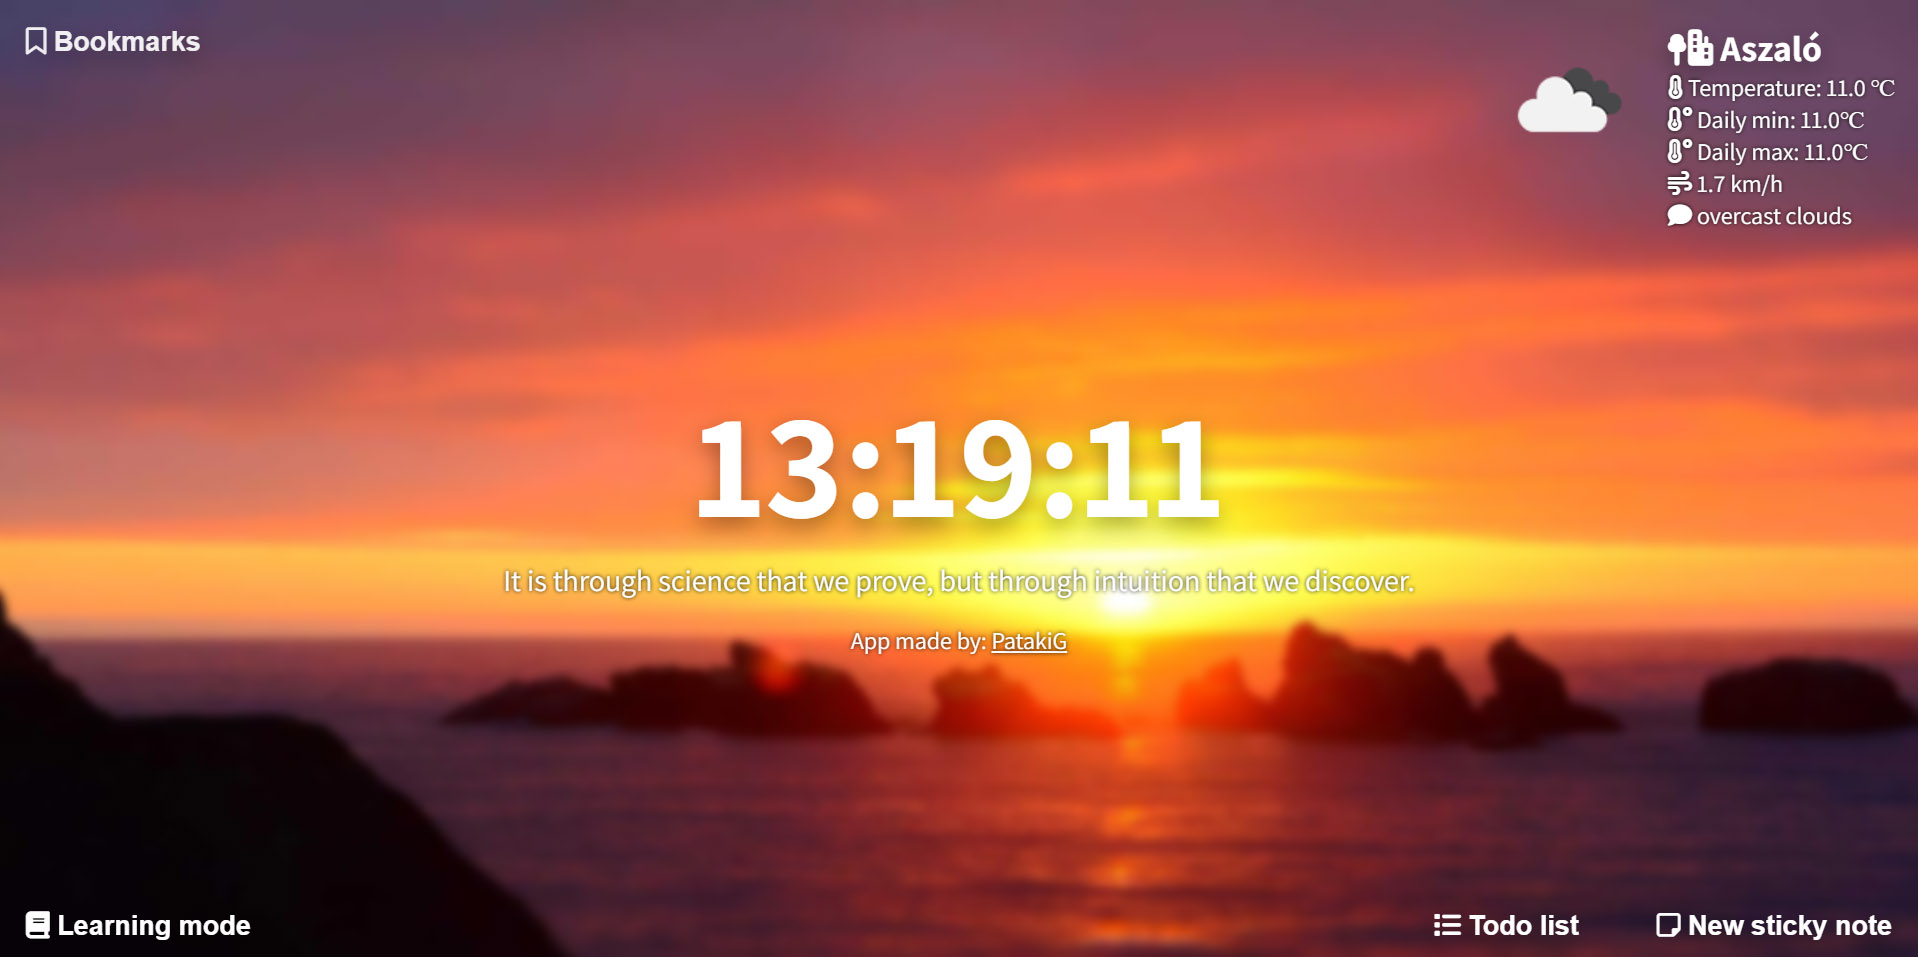 Bookmarks
Aszaló
Temperature: 11.0 °C
Daily min: 11.0°C
Daily max: 11.0°C
1.7 km/h
overcast clouds
13:19:11
It is through science that we prove, but through intuition that we discover.
App made by: PatakiG
Learning mode
Todo list
New sticky note